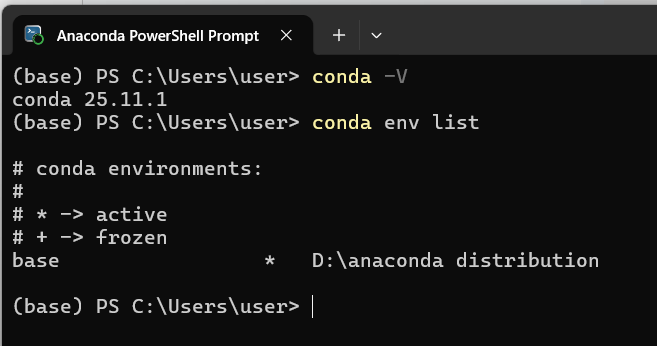 Anaconda PowerShell Prompt
(base) PS C:\Users\user> conda -V
conda 25.11.1
(base) PS C:\Users\user> conda env list
# conda environments:
#
# * -> active
# + -> frozen
base                 *   D:\anaconda distribution
(base) PS C:\Users\user>